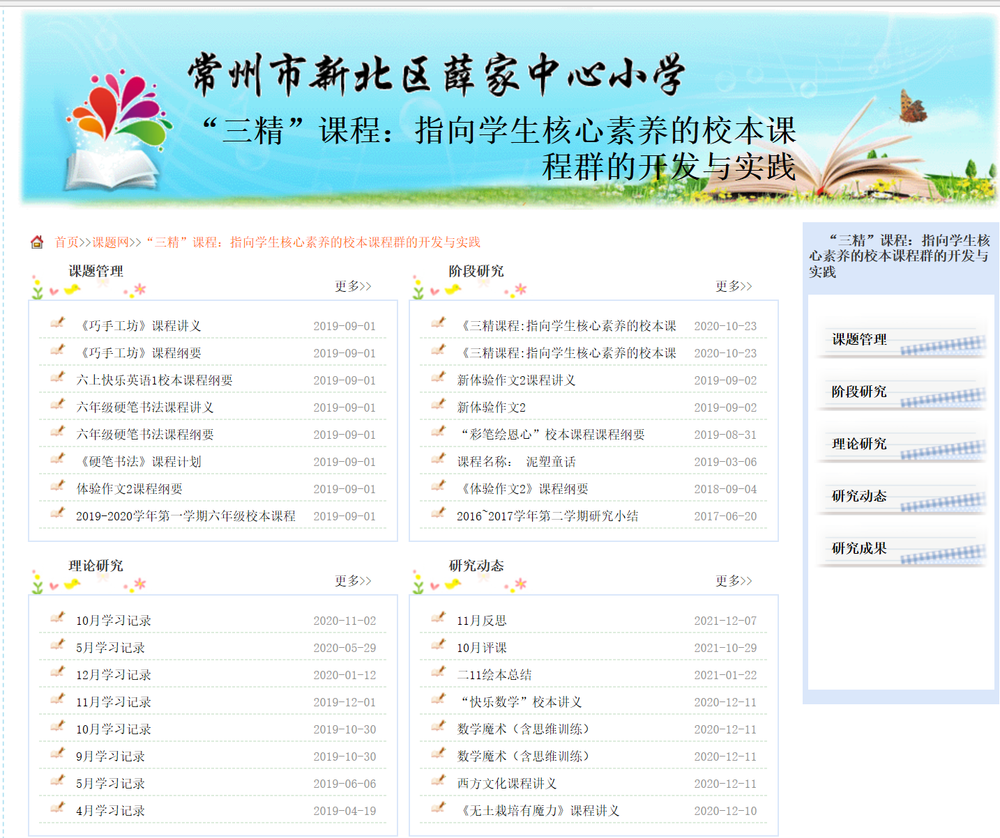 常州市新北区薛家中心小学
“三精”课程：指向学生核心素养的校本课
程群的开发与实践
首页>>课题网>>“三精”课程：指向学生核心素养的校本课程群的开发与实践
课题管理
更多>>
《巧手工坊》课程讲义 2019-09-01
《巧手工坊》课程纲要 2019-09-01
六上快乐英语1校本课程纲要 2019-09-01
六年级硬笔书法课程讲义 2019-09-01
六年级硬笔书法课程纲要 2019-09-01
《硬笔书法》课程计划 2019-09-01
体验作文2课程纲要 2019-09-01
2019-2020学年第一学期六年级校本课程 2019-09-01
阶段研究
更多>>
《三精课程:指向学生核心素养的校本课 2020-10-23
《三精课程:指向学生核心素养的校本课 2020-10-23
新体验作文2课程讲义 2019-09-02
新体验作文2 2019-09-02
“彩笔绘恩心”校本课程课程纲要 2019-08-31
课程名称： 泥塑童话 2019-03-06
《体验作文2》课程纲要 2018-09-04
2016~2017学年第二学期研究小结 2017-06-20
理论研究
更多>>
10月学习记录 2020-11-02
5月学习记录 2020-05-29
12月学习记录 2020-01-12
11月学习记录 2019-12-01
10月学习记录 2019-10-30
9月学习记录 2019-10-30
5月学习记录 2019-06-06
4月学习记录 2019-04-19
研究动态
更多>>
11月反思 2021-12-07
10月评课 2021-10-29
二11绘本总结 2021-01-22
“快乐数学”校本讲义 2020-12-11
数学魔术（含思维训练） 2020-12-11
数学魔术（含思维训练） 2020-12-11
西方文化课程讲义 2020-12-11
《无土栽培有魔力》课程讲义 2020-12-10
“三精”课程：指向学生核
心素养的校本课程群的开发与
实践
课题管理
阶段研究
理论研究
研究动态
研究成果